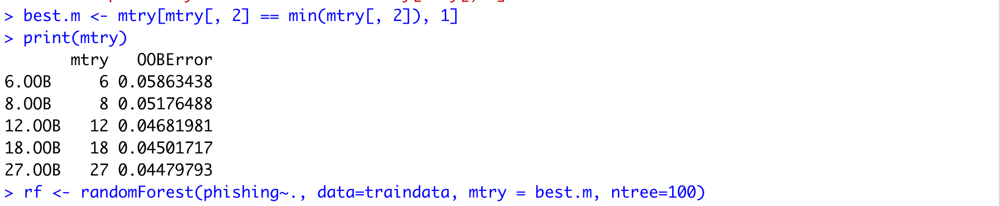 > best.m <- mtry[mtry[, 2] == min(mtry[, 2]), 1]
> print(mtry)
       mtry   OOBError
6.OOB     6 0.05863438
8.OOB     8 0.05176488
12.OOB   12 0.04681981
18.OOB   18 0.04501717
27.OOB   27 0.04479793
> rf <- randomForest(phishing~., data=traindata, mtry = best.m, ntree=100)